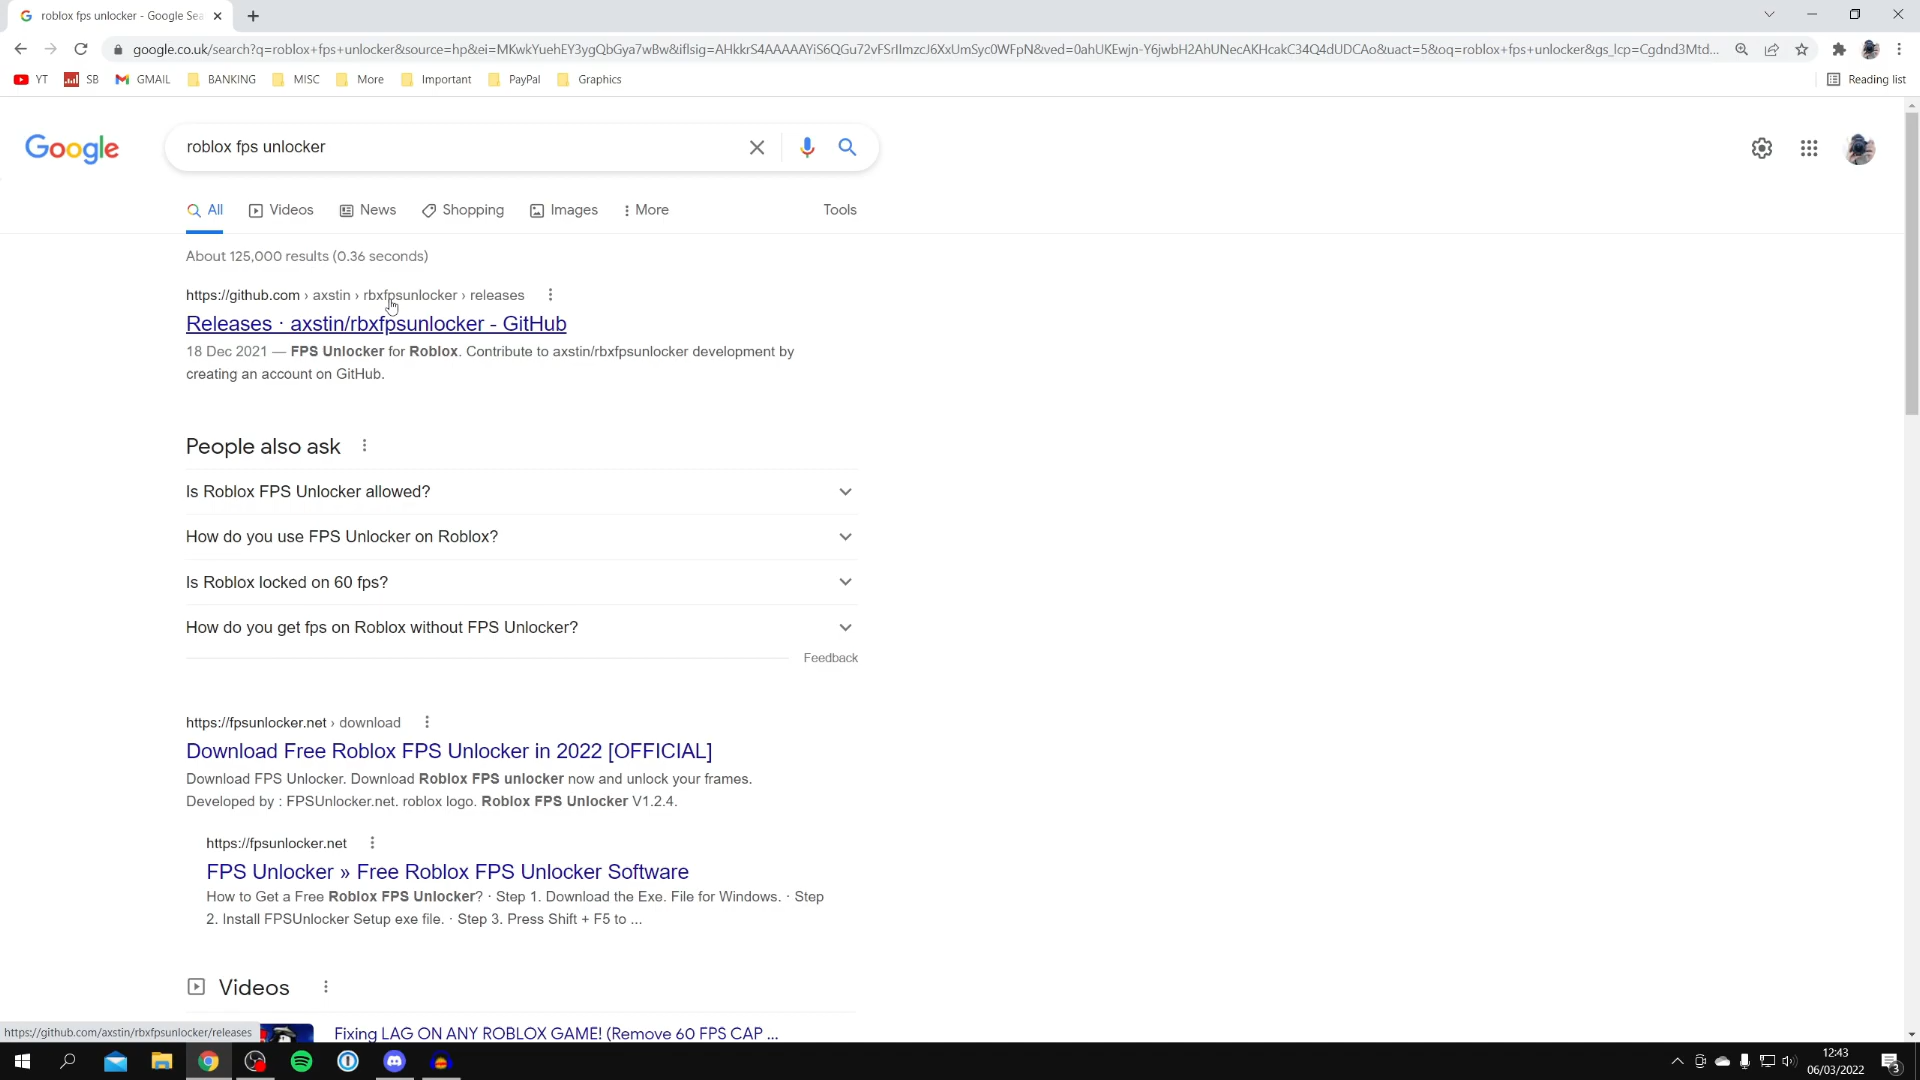 roblox fps unlocker - Google Sea
google.co.uk/search?q=roblox+fps+unlocker&source=hp&ei=MKwkYuehEY3ygQbGya7wBw&iflsig=AHkkrS4AAAAAYiS6QGu72vFSrIImzcJ6XxUmSyc0WFpN&ved=0ahUKEwjn-Y6jwbH2AhUNecAKHcakC34Q4dUDCAo&uact=5&oq=roblox+fps+unlocker&gs_lcp=Cgdnd3Mtd...
YT SB GMAIL BANKING MISC More Important PayPal Graphics Reading list
Google roblox fps unlocker
All Videos News Shopping Images More Tools
About 125,000 results (0.36 seconds)
https://github.com › axstin › rbxfpsunlocker › releases
Releases · axstin/rbxfpsunlocker - GitHub
18 Dec 2021 — FPS Unlocker for Roblox. Contribute to axstin/rbxfpsunlocker development by
creating an account on GitHub.
People also ask
Is Roblox FPS Unlocker allowed?
How do you use FPS Unlocker on Roblox?
Is Roblox locked on 60 fps?
How do you get fps on Roblox without FPS Unlocker?
Feedback
https://fpsunlocker.net › download
Download Free Roblox FPS Unlocker in 2022 [OFFICIAL]
Download FPS Unlocker. Download Roblox FPS unlocker now and unlock your frames.
Developed by : FPSUnlocker.net. roblox logo. Roblox FPS Unlocker V1.2.4.
https://fpsunlocker.net
FPS Unlocker » Free Roblox FPS Unlocker Software
How to Get a Free Roblox FPS Unlocker? · Step 1. Download the Exe. File for Windows. · Step
2. Install FPSUnlocker Setup exe file. · Step 3. Press Shift + F5 to ...
Videos
https://github.com/axstin/rbxfpsunlocker/releases
Fixing LAG ON ANY ROBLOX GAME! (Remove 60 FPS CAP ...
12:43
06/03/2022
3